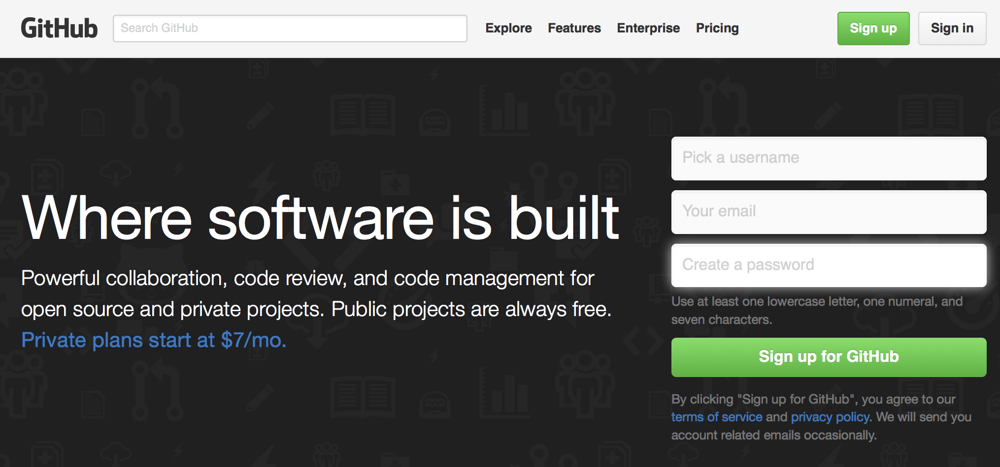 GitHub
Search GitHub
Explore
Features
Enterprise
Pricing
Sign up
Sign in
Where software is built
Powerful collaboration, code review, and code management for
open source and private projects. Public projects are always free.
Private plans start at $7/mo.
Pick a username
Your email
Create a password
Use at least one lowercase letter, one numeral, and
seven characters.
Sign up for GitHub
By clicking "Sign up for GitHub", you agree to our
terms of service and privacy policy. We will send you
account related emails occasionally.